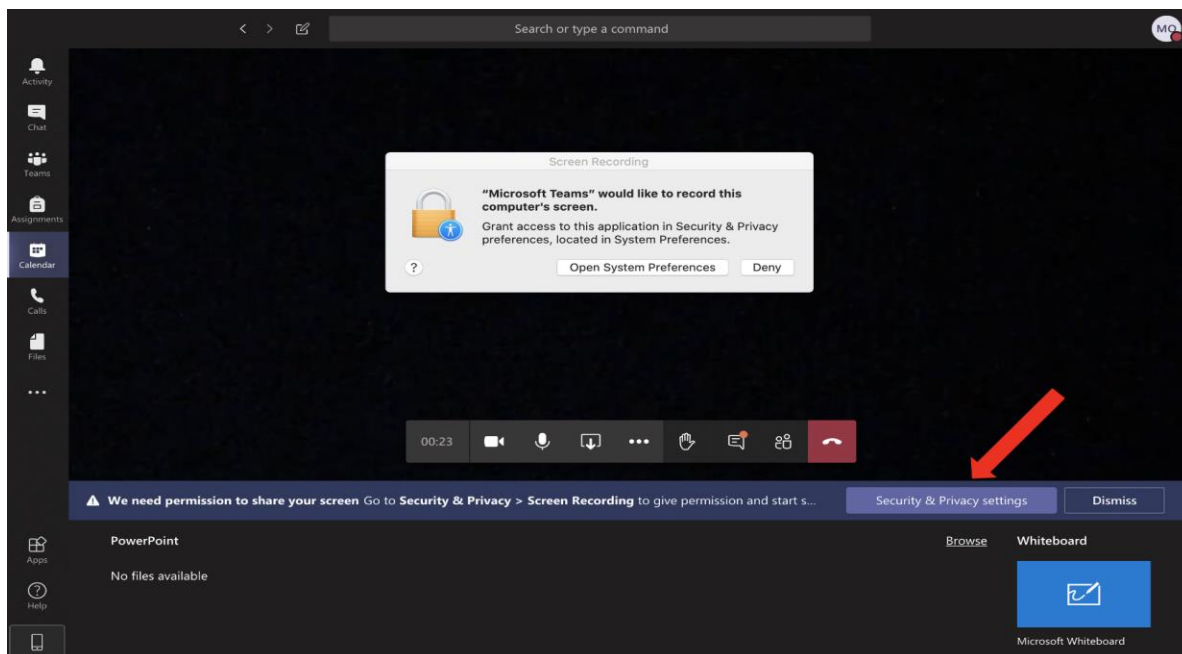 Search or type a command
MQ
Activity
Chat
Teams
Assignments
Calendar
Calls
Files
Screen Recording
"Microsoft Teams" would like to record this
computer's screen.
Grant access to this application in Security & Privacy
preferences, located in System Preferences.
?
Open System Preferences
Deny
00:23
We need permission to share your screen Go to Security & Privacy > Screen Recording to give permission and start s...
Security & Privacy settings
Dismiss
PowerPoint
Browse
Whiteboard
No files available
Apps
Help
Microsoft Whiteboard